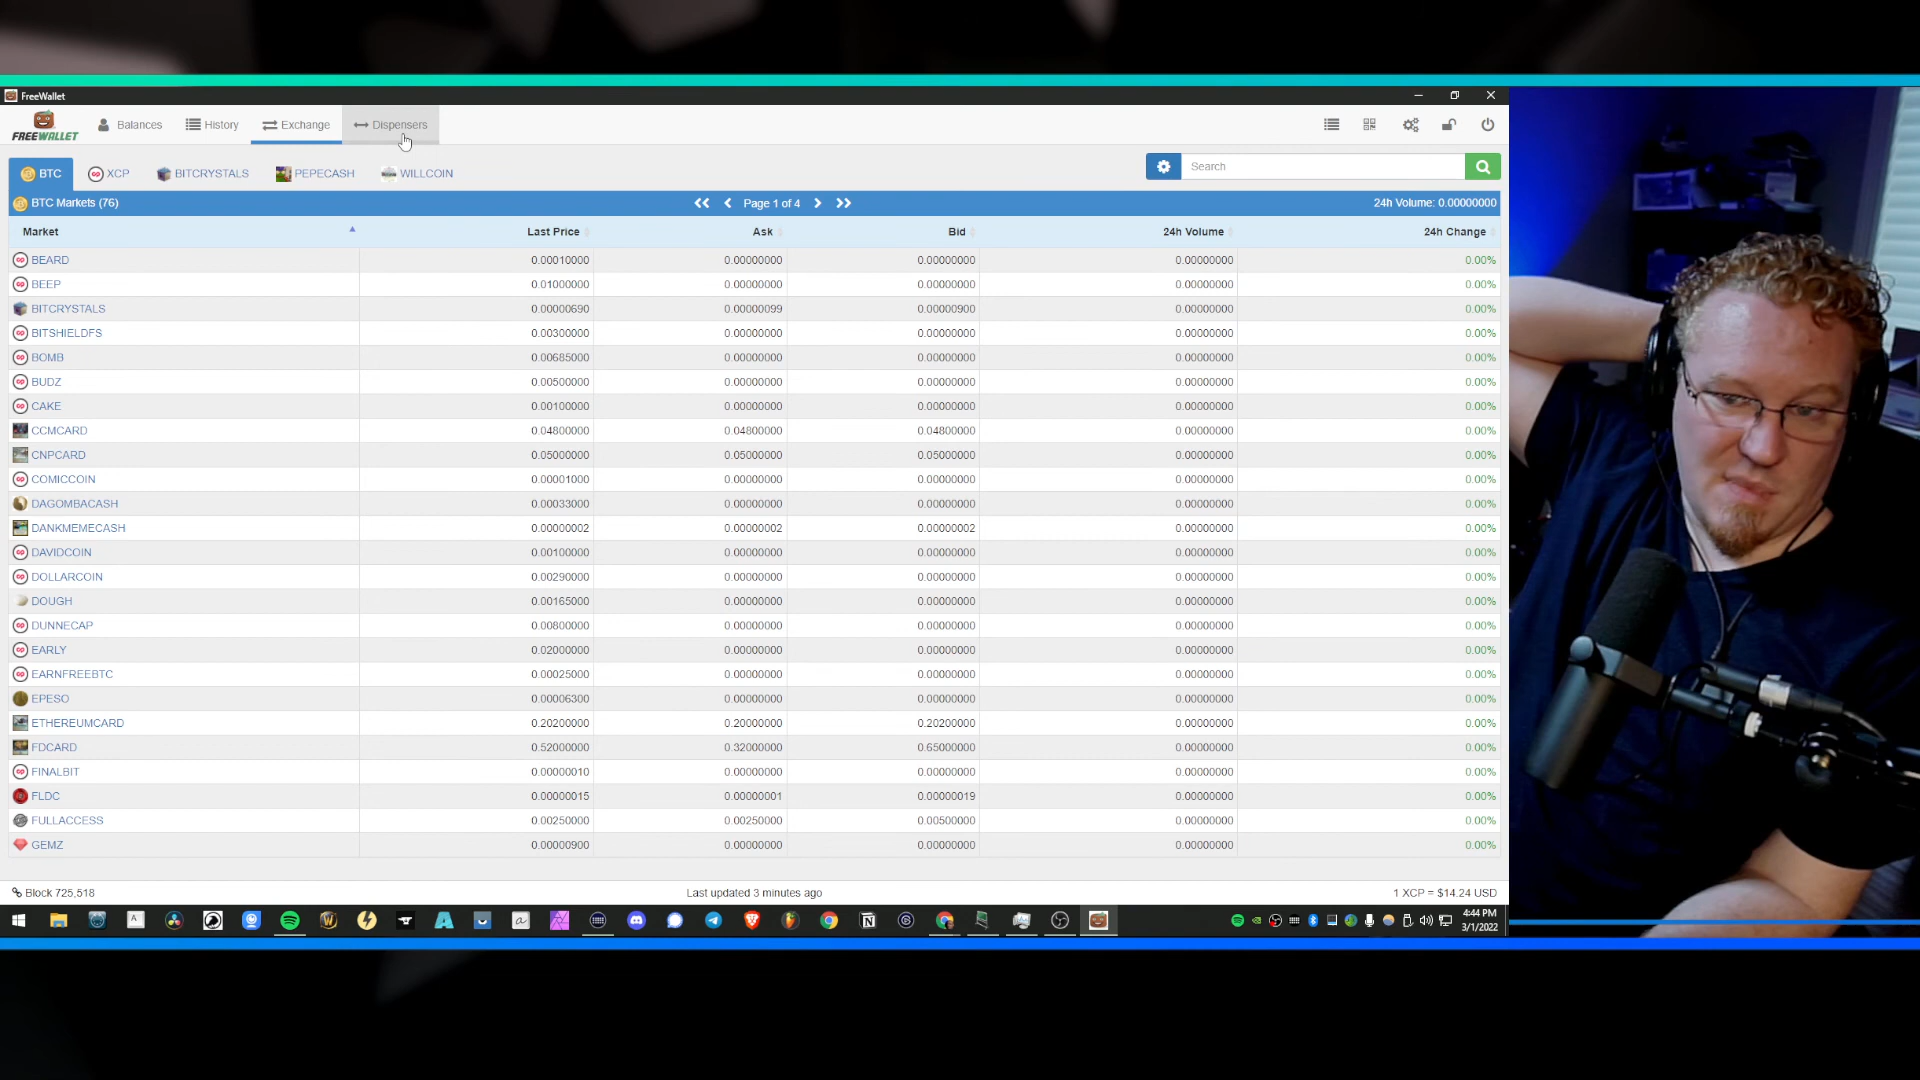 FreeWallet
FREEWALLET
Balances History Exchange Dispensers
BTC XCP BITCRYSTALS PEPECASH WILLCOIN Search
BTC Markets (76) Page 1 of 4 24h Volume: 0.00000000
Market Last Price Ask Bid 24h Volume 24h Change
BEARD 0.00010000 0.00000000 0.00000000 0.00000000 0.00%
BEEP 0.01000000 0.00000000 0.00000000 0.00000000 0.00%
BITCRYSTALS 0.00000690 0.00000099 0.00000900 0.00000000 0.00%
BITSHIELDFS 0.00300000 0.00000000 0.00000000 0.00000000 0.00%
BOMB 0.00685000 0.00000000 0.00000000 0.00000000 0.00%
BUDZ 0.00500000 0.00000000 0.00000000 0.00000000 0.00%
CAKE 0.00100000 0.00000000 0.00000000 0.00000000 0.00%
CCMCARD 0.04800000 0.04800000 0.04800000 0.00000000 0.00%
CNPCARD 0.05000000 0.05000000 0.05000000 0.00000000 0.00%
COMICCOIN 0.00001000 0.00000000 0.00000000 0.00000000 0.00%
DAGOMBACASH 0.00033000 0.00000000 0.00000000 0.00000000 0.00%
DANKMEMECASH 0.00000002 0.00000002 0.00000002 0.00000000 0.00%
DAVIDCOIN 0.00100000 0.00000000 0.00000000 0.00000000 0.00%
DOLLARCOIN 0.00290000 0.00000000 0.00000000 0.00000000 0.00%
DOUGH 0.00165000 0.00000000 0.00000000 0.00000000 0.00%
DUNNECAP 0.00800000 0.00000000 0.00000000 0.00000000 0.00%
EARLY 0.02000000 0.00000000 0.00000000 0.00000000 0.00%
EARNFREEBTC 0.00025000 0.00000000 0.00000000 0.00000000 0.00%
EPESO 0.00006300 0.00000000 0.00000000 0.00000000 0.00%
ETHEREUMCARD 0.20200000 0.20000000 0.20200000 0.00000000 0.00%
FDCARD 0.52000000 0.32000000 0.65000000 0.00000000 0.00%
FINALBIT 0.00000010 0.00000000 0.00000000 0.00000000 0.00%
FLDC 0.00000015 0.00000001 0.00000019 0.00000000 0.00%
FULLACCESS 0.00250000 0.00250000 0.00500000 0.00000000 0.00%
GEMZ 0.00000900 0.00000000 0.00000000 0.00000000 0.00%
Block 725,518 Last updated 3 minutes ago 1 XCP = $14.24 USD
4:44 PM
3/1/2022